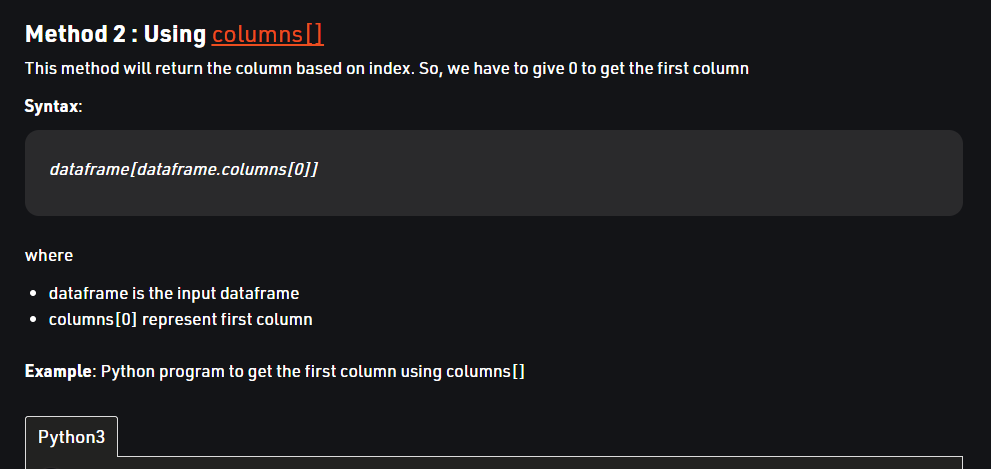 Method 2 : Using columns[]
This method will return the column based on index. So, we have to give 0 to get the first column
Syntax:
dataframe[dataframe.columns[0]]
where
• dataframe is the input dataframe
• columns[0] represent first column
Example: Python program to get the first column using columns[]
Python3